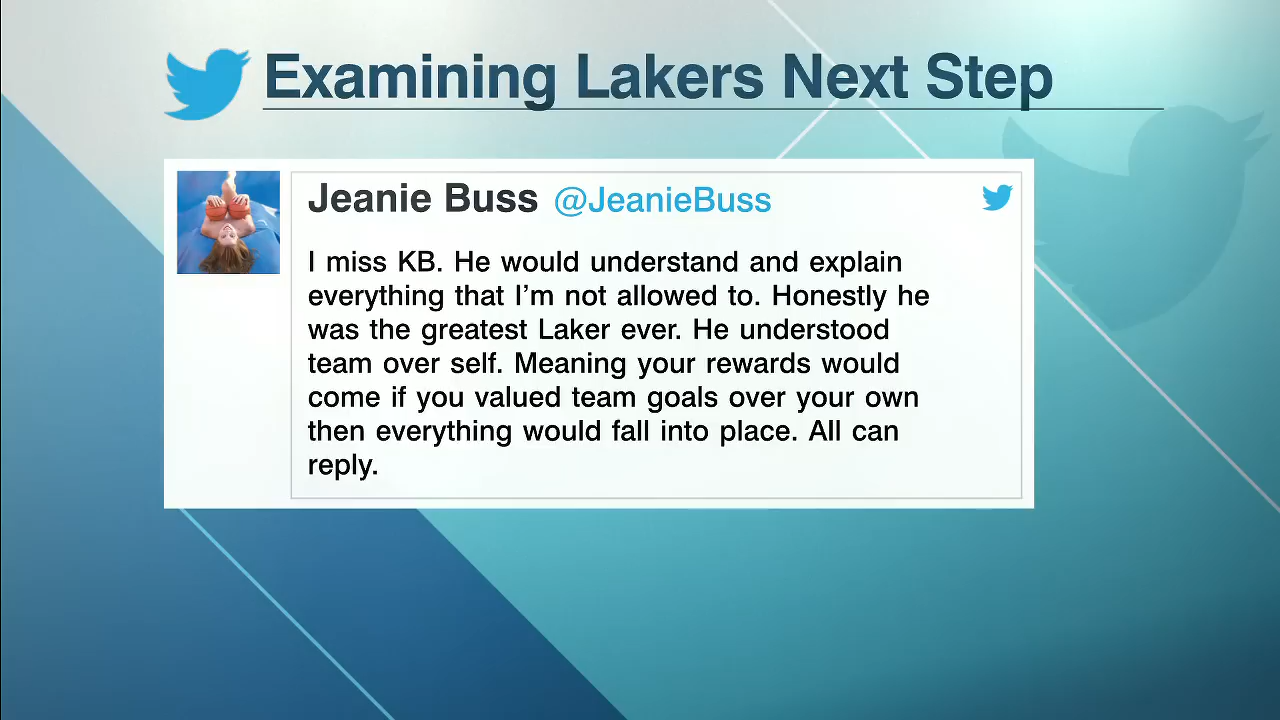 Examining Lakers Next Step
Jeanie Buss @JeanieBuss
I miss KB. He would understand and explain
everything that I’m not allowed to. Honestly he
was the greatest Laker ever. He understood
team over self. Meaning your rewards would
come if you valued team goals over your own
then everything would fall into place. All can
reply.